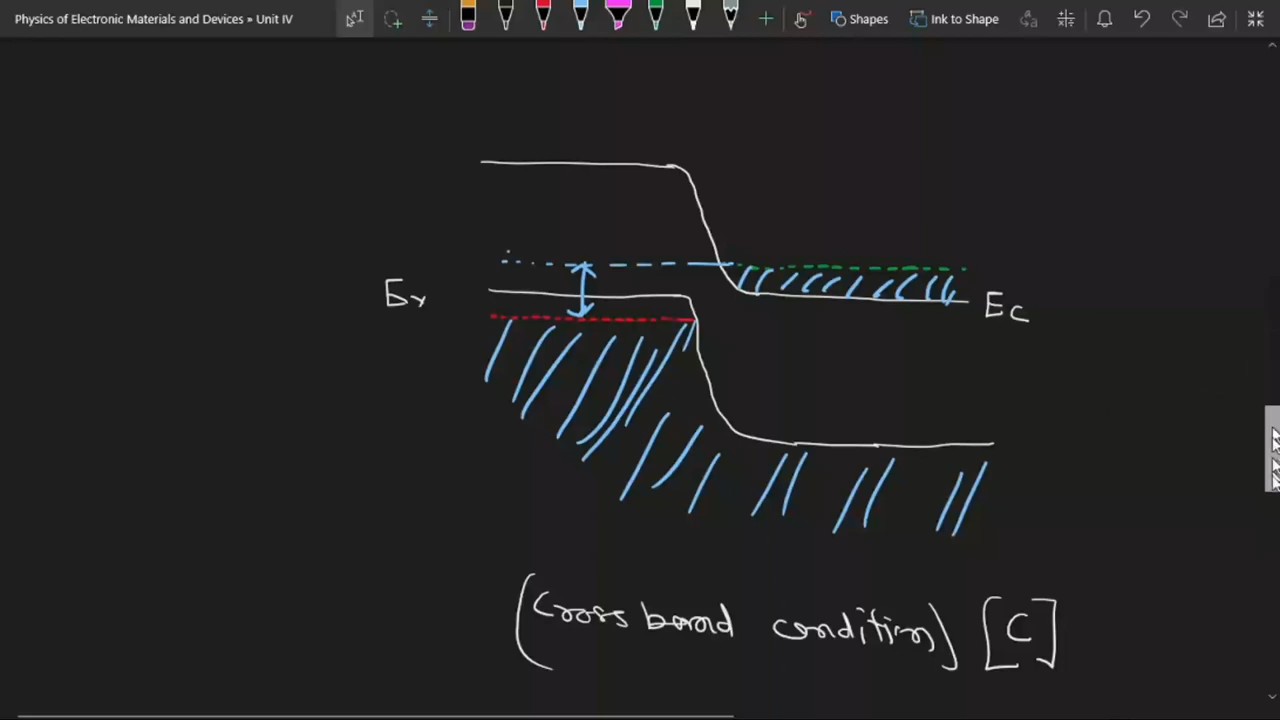 Physics of Electronic Materials and Devices » Unit IV
Shapes
Ink to Shape
Ev
Ec
(Cross band condition) [C]